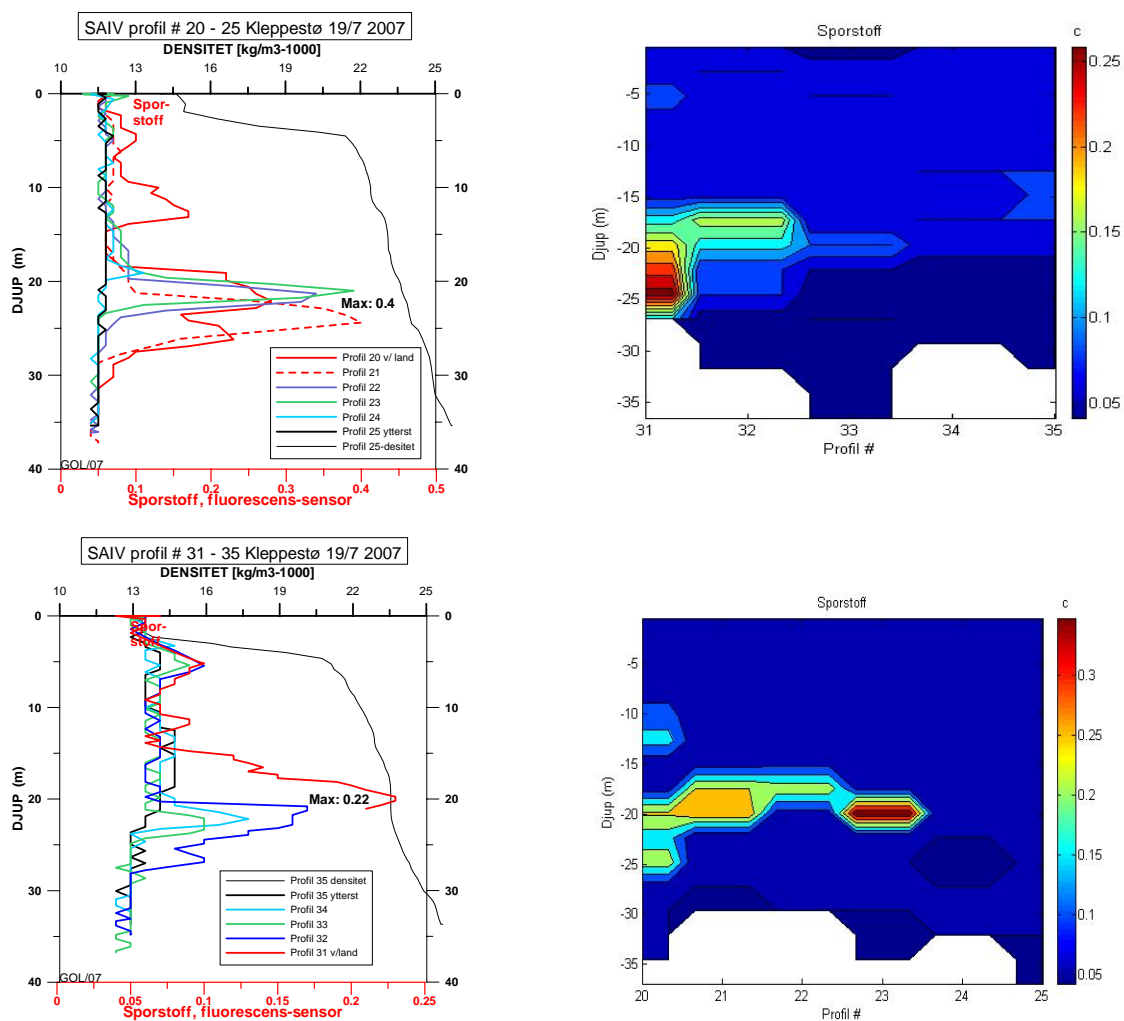 SAIV profil # 20 - 25 Kleppestø 19/7 2007
DENSITET [kg/m3-1000]
10 13 15 18 20 23 25
0 0
Spor-
stoff
10 10
20 20
Max: 0.4
30 30
40 40
DJUP (m)
Profil 20 v/ land
Profil 21
Profil 22
Profil 23
Profil 24
Profil 25 ytterst
Profil 25-desitet
GOL/07
0 0.1 0.2 0.3 0.4 0.5
Sporstoff, fluorescens-sensor
Sporstoff
c
-5
-10
-15
-20
-25
-30
-35
Djup (m)
31 32 33 34 35
Profil #
0.25
0.2
0.15
0.1
0.05
SAIV profil # 31 - 35 Kleppestø 19/7 2007
DENSITET [kg/m3-1000]
10 13 16 19 22 25
0 0
Spor-
stoff
10 10
20 20
Max: 0.22
30 30
40 40
DJUP (m)
Profil 35 densitet
Profil 35 ytterst
Profil 34
Profil 33
Profil 32
Profil 31 v/land
GOL/07
0 0.05 0.1 0.15 0.2 0.25
Sporstoff, fluorescens-sensor
Sporstoff
c
-5
-10
-15
-20
-25
-30
-35
Djup (m)
20 21 22 23 24 25
Profil #
0.3
0.25
0.2
0.15
0.1
0.05